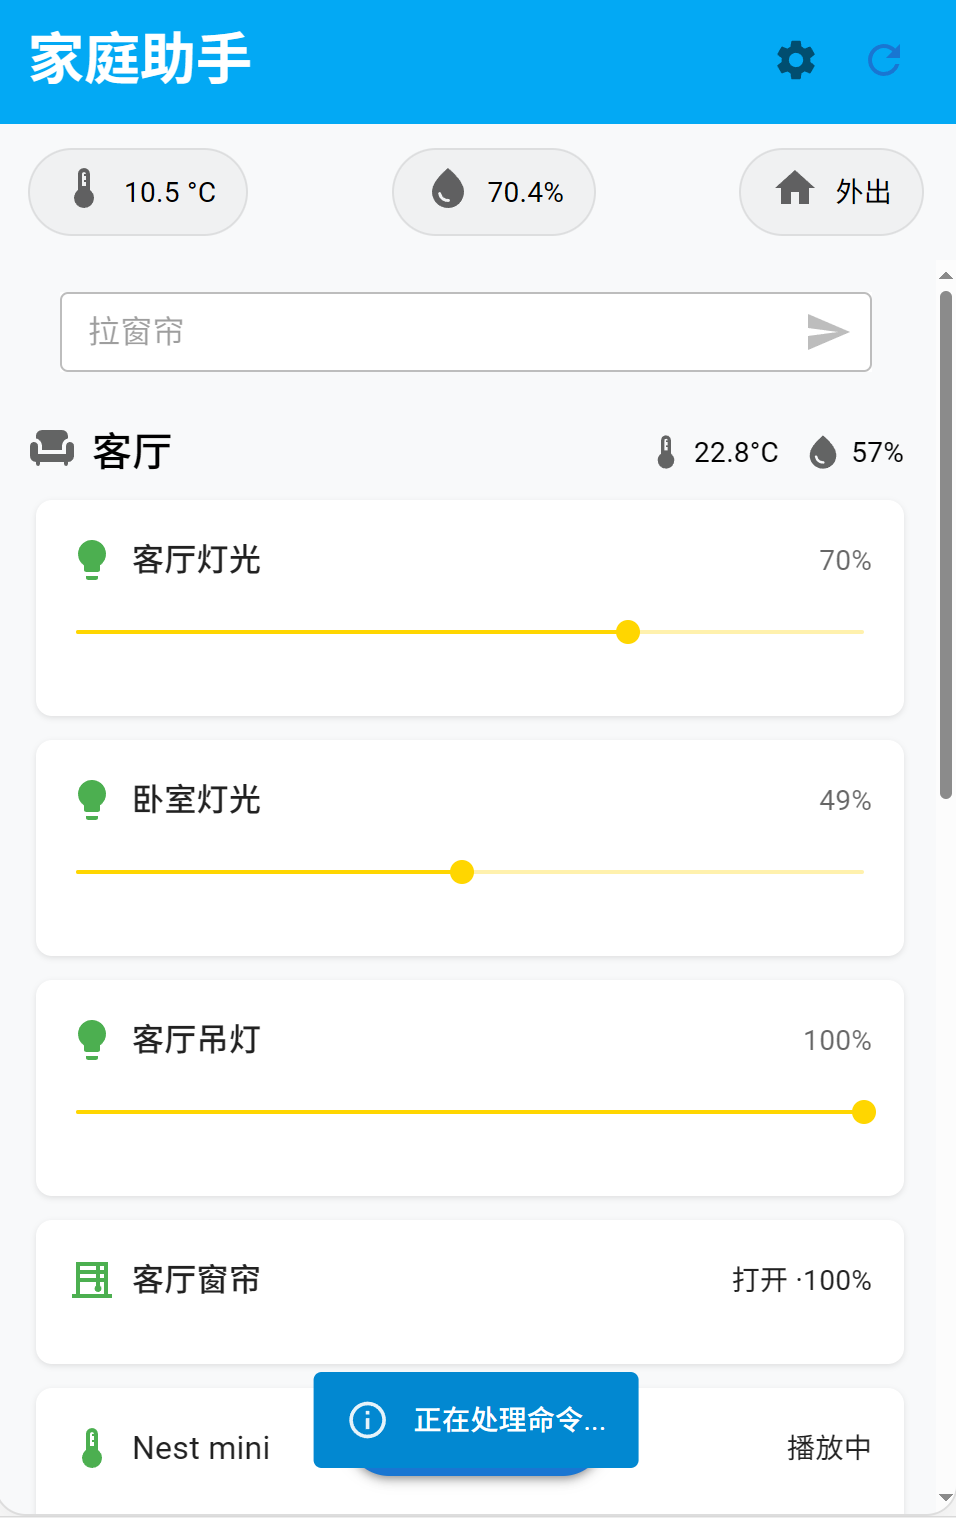 家庭助手
10.5 °C
70.4%
外出
拉窗帘
客厅
22.8°C
57%
客厅灯光
70%
卧室灯光
49%
客厅吊灯
100%
客厅窗帘
打开 ·100%
正在处理命令...
Nest mini
播放中